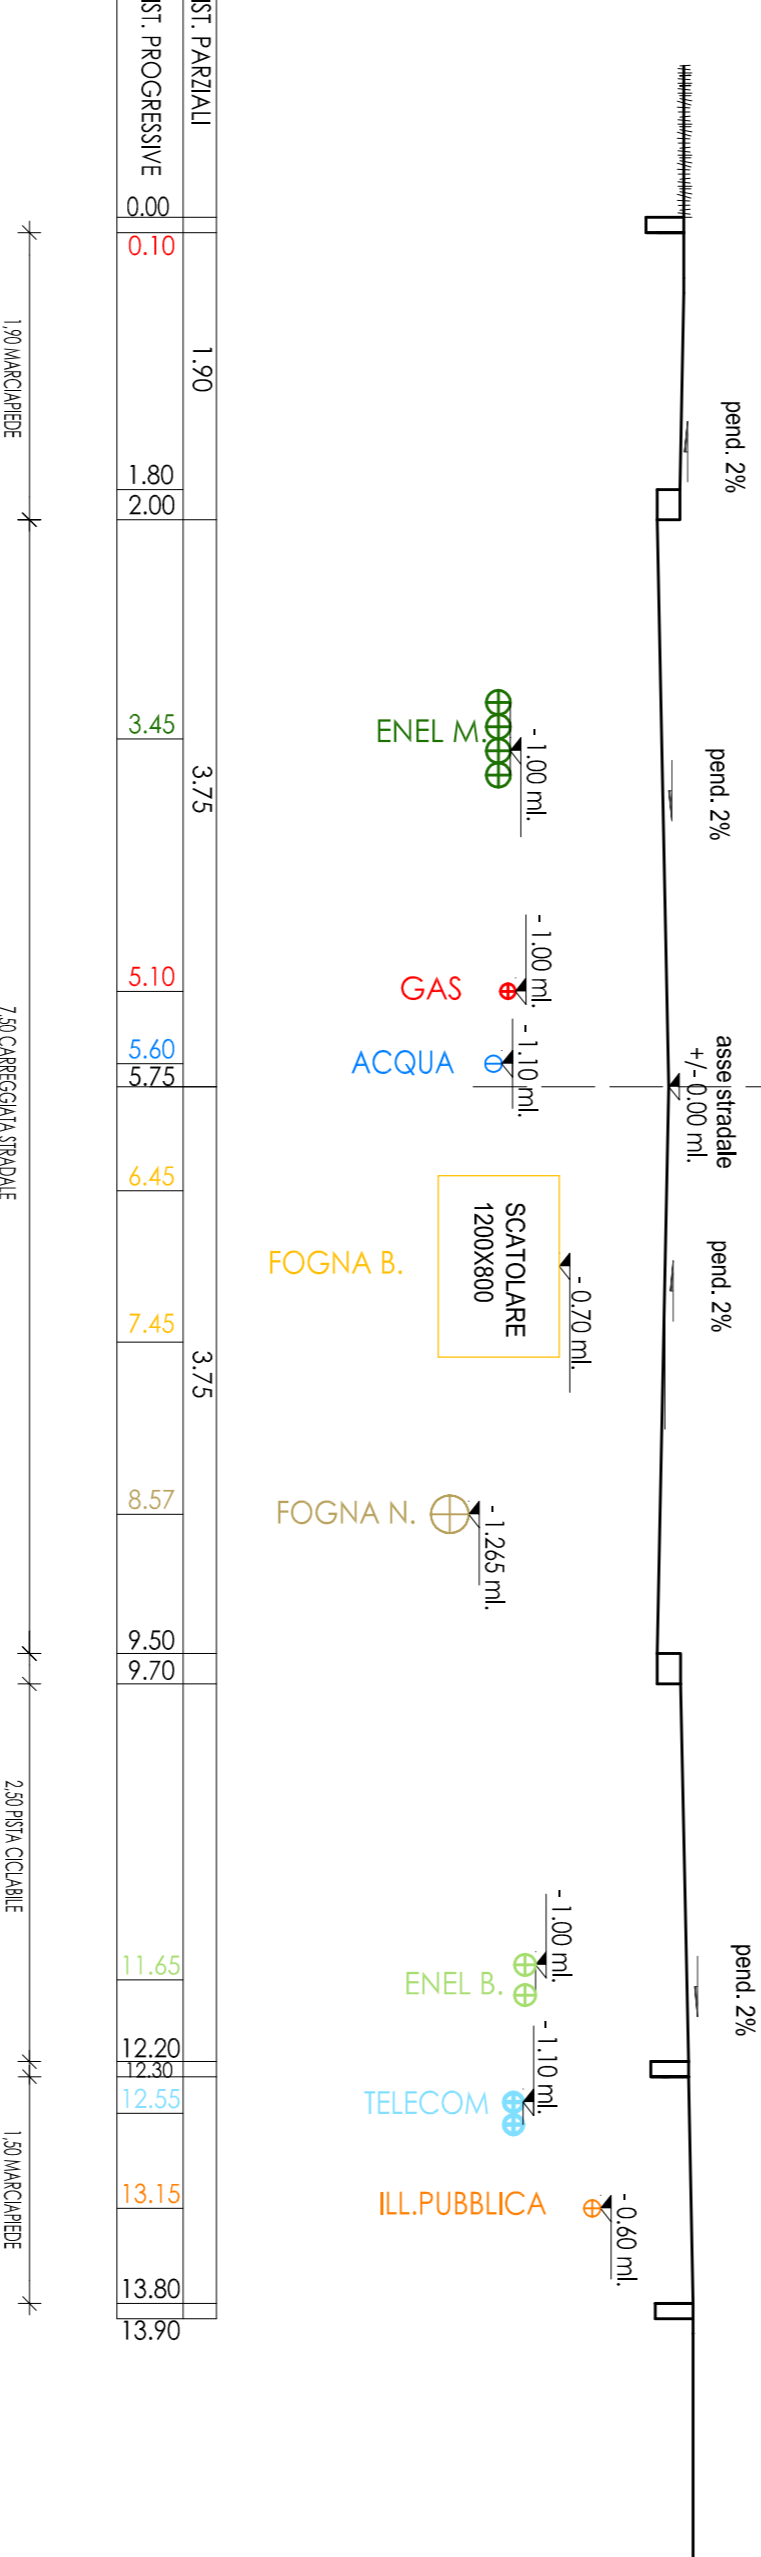 pend. 2%
pend. 2%
asse stradale
+/- 0.00 ml.
pend. 2%
pend. 2%
- 1.00 ml.
ENEL M.
- 1.00 ml.
GAS
- 1.10 ml.
ACQUA
SCATOLARE
1200X800
- 0.70 ml.
FOGNA B.
- 1.265 ml.
FOGNA N.
- 1.00 ml.
ENEL B.
- 1.10 ml.
TELECOM
- 0.60 ml.
ILL.PUBBLICA
IST. PARZIALI
1.90
3.75
3.75
IST. PROGRESSIVE
0.00
0.10
1.80
2.00
3.45
5.10
5.60
5.75
6.45
7.45
8.57
9.50
9.70
11.65
12.20
12.30
12.55
13.15
13.80
13.90
1,90 MARCIAPIEDE
7,50 CARREGGIATA STRADALE
2,50 PISTA CICLABILE
1,50 MARCIAPIEDE